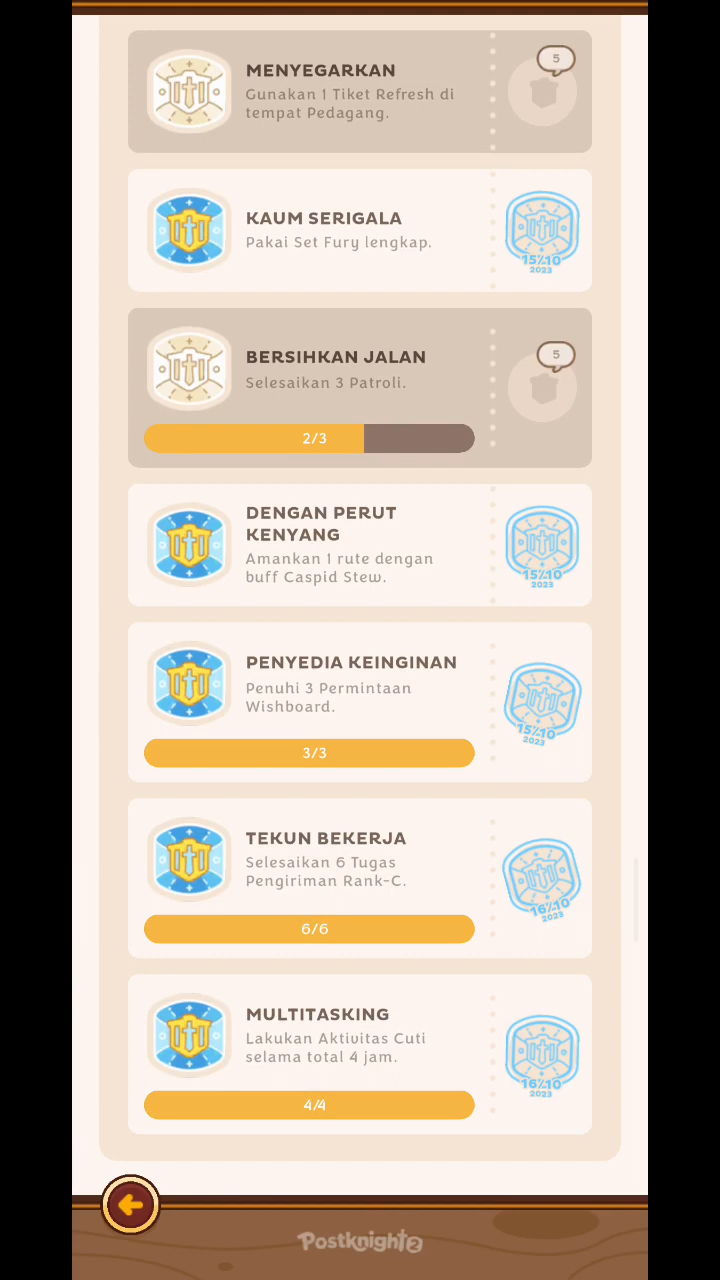 MENYEGARKAN
Gunakan 1 Tiket Refresh di
tempat Pedagang.
5
KAUM SERIGALA
Pakai Set Fury lengkap.
15/10
2023
BERSIHKAN JALAN
Selesaikan 3 Patroli.
5
2/3
DENGAN PERUT
KENYANG
Amankan 1 rute dengan
buff Caspid Stew.
15/10
2023
PENYEDIA KEINGINAN
Penuhi 3 Permintaan
Wishboard.
15/10
2023
3/3
TEKUN BEKERJA
Selesaikan 6 Tugas
Pengiriman Rank-C.
16/10
2023
6/6
MULTITASKING
Lakukan Aktivitas Cuti
selama total 4 jam.
16/10
2023
4/4
Postknight2